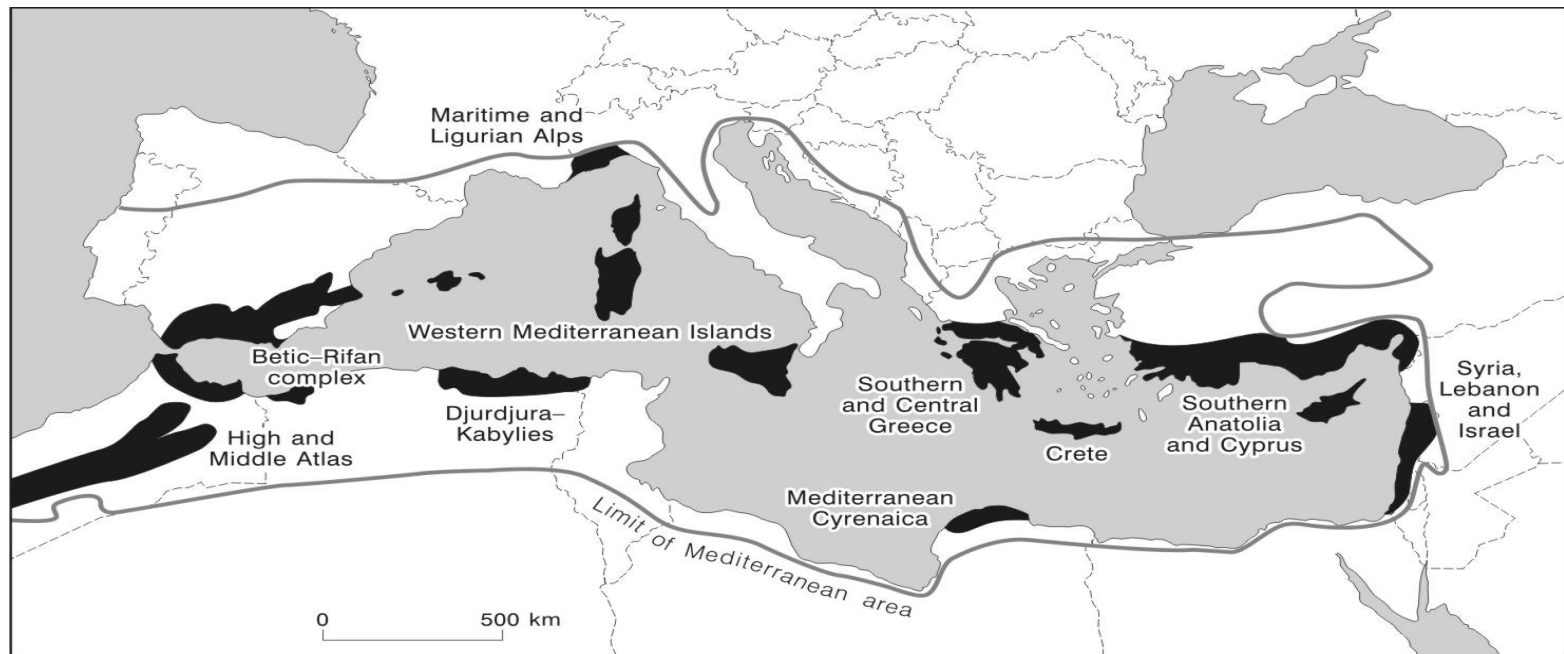 Maritime and
Ligurian Alps
Western Mediterranean Islands
Betic–Rifan
complex
Djurdjura–
Kabylies
High and
Middle Atlas
Southern
and Central
Greece
Crete
Southern
Anatolia
and Cyprus
Syria,
Lebanon
and
Israel
Mediterranean
Cyrenaica
Limit of Mediterranean area
0 500 km